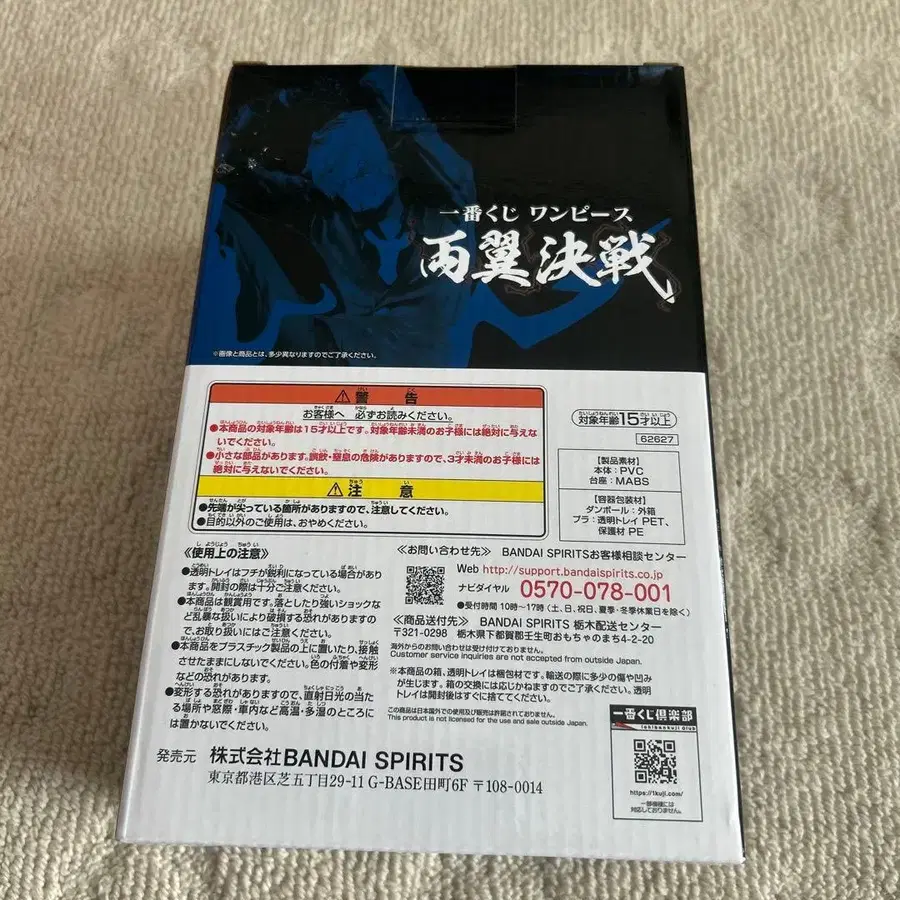 一番くじ ワンピース
両翼決戦
※画像と商品とは、多少異なりますのでご了承ください。
警告
お客様へ 必ずお読みください。
●本商品の対象年齢は15才以上です。対象年齢未満のお子様には絶対に与えな
いでください。
●小さな部品があります。誤飲・窒息の危険がありますので、3才未満のお子様には
絶対に与えないでください。
注意
●先端が尖っている箇所がありますので、注意してください。
●目的以外のご使用は、おやめください。
対象年齢15才以上
62627
【製品素材】
本体：PVC
台座：MABS
【容器包装材】
ダンボール：外箱
プラ：透明トレイ PET、
保護材 PE
《使用上の注意》
●透明トレイはフチが鋭利になっている場合があり
ます。開封の際は十分ご注意ください。
●本商品は観賞用です。落としたり強いショックな
ど乱暴な扱いにより破損する恐れがありますの
で、お取り扱いにはご注意ください。
●本商品をプラスチック製品の上に置いたり、接触
させたままにしないでください。色の付着や変形
などの恐れがあります。
●変形する恐れがありますので、直射日光の当た
る場所や窓際・車内など高温・多湿のところに
は置かないでください。
≪お問い合わせ先≫ BANDAI SPIRITSお客様相談センター
Web http://support.bandaispirits.co.jp
ナビダイヤル 0570-078-001
●受付時間 10時～17時(土、日、祝日、夏季・冬季休業日を除く)
≪商品送付先≫ BANDAI SPIRITS 栃木配送センター
〒321-0298 栃木県下都賀郡壬生町おもちゃのまち4-2-20
海外からのお問い合わせは受け付けておりません。
Customer service inquiries are not accepted from outside Japan.
※本商品の箱、透明トレイは梱包材です。輸送の際に多少の傷や凹み
が生じます。箱の交換には応じかねますのでご了承ください。透明
トレイは開封後はすぐに捨ててください。
この商品は日本国外での使用及び販売は許諾されておりません。
This product is not licensed for the use and sale outside Japan.
一番くじ倶楽部
ichibankuji club
https://1kuji.com/
一部機種には
対応しておりません。
発売元 株式会社BANDAI SPIRITS
東京都港区芝五丁目29-11 G-BASE田町6F 〒108-0014